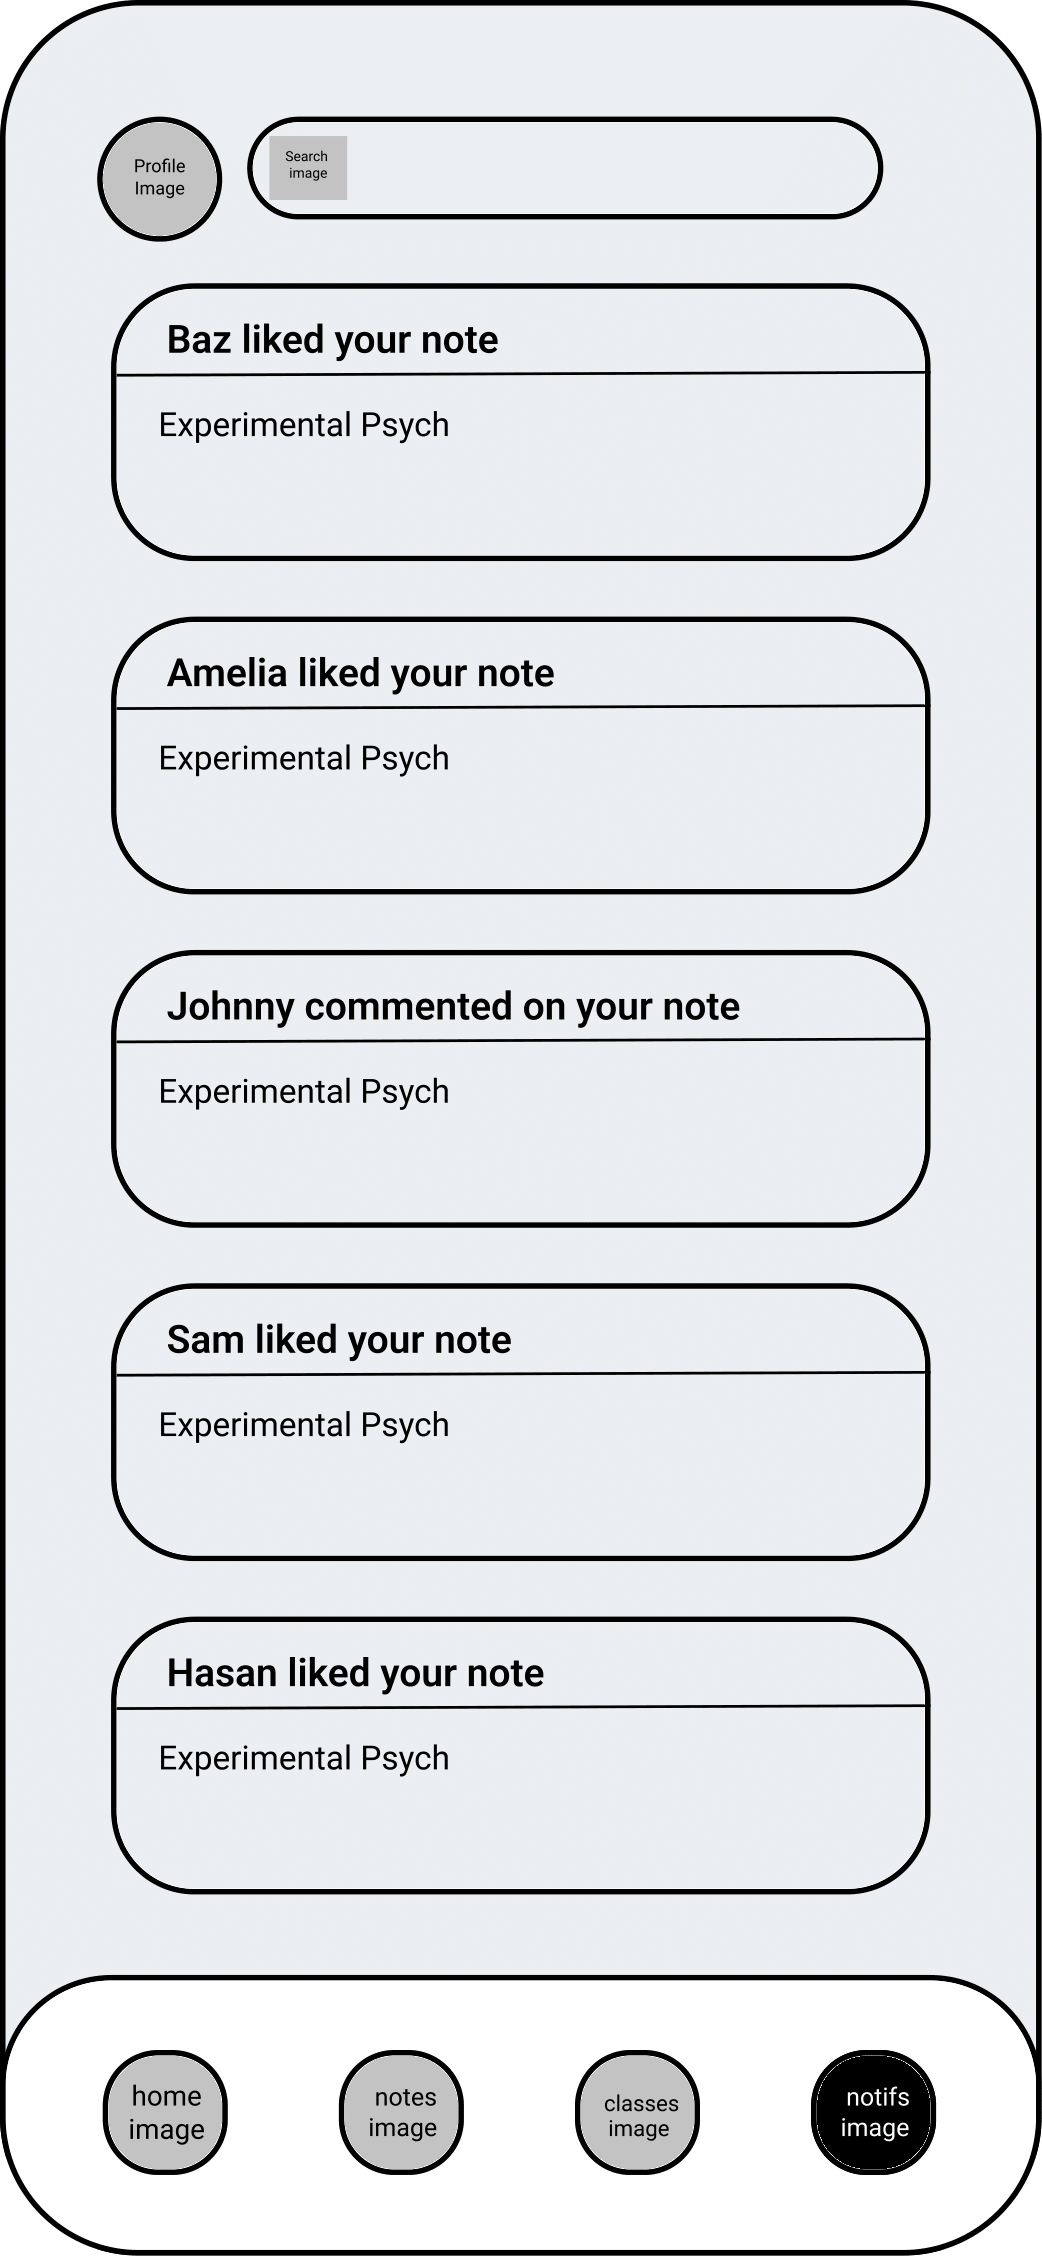 Profile
Image
Search
image
Baz liked your note
Experimental Psych
Amelia liked your note
Experimental Psych
Johnny commented on your note
Experimental Psych
Sam liked your note
Experimental Psych
Hasan liked your note
Experimental Psych
home
image
notes
image
classes
image
notifs
image